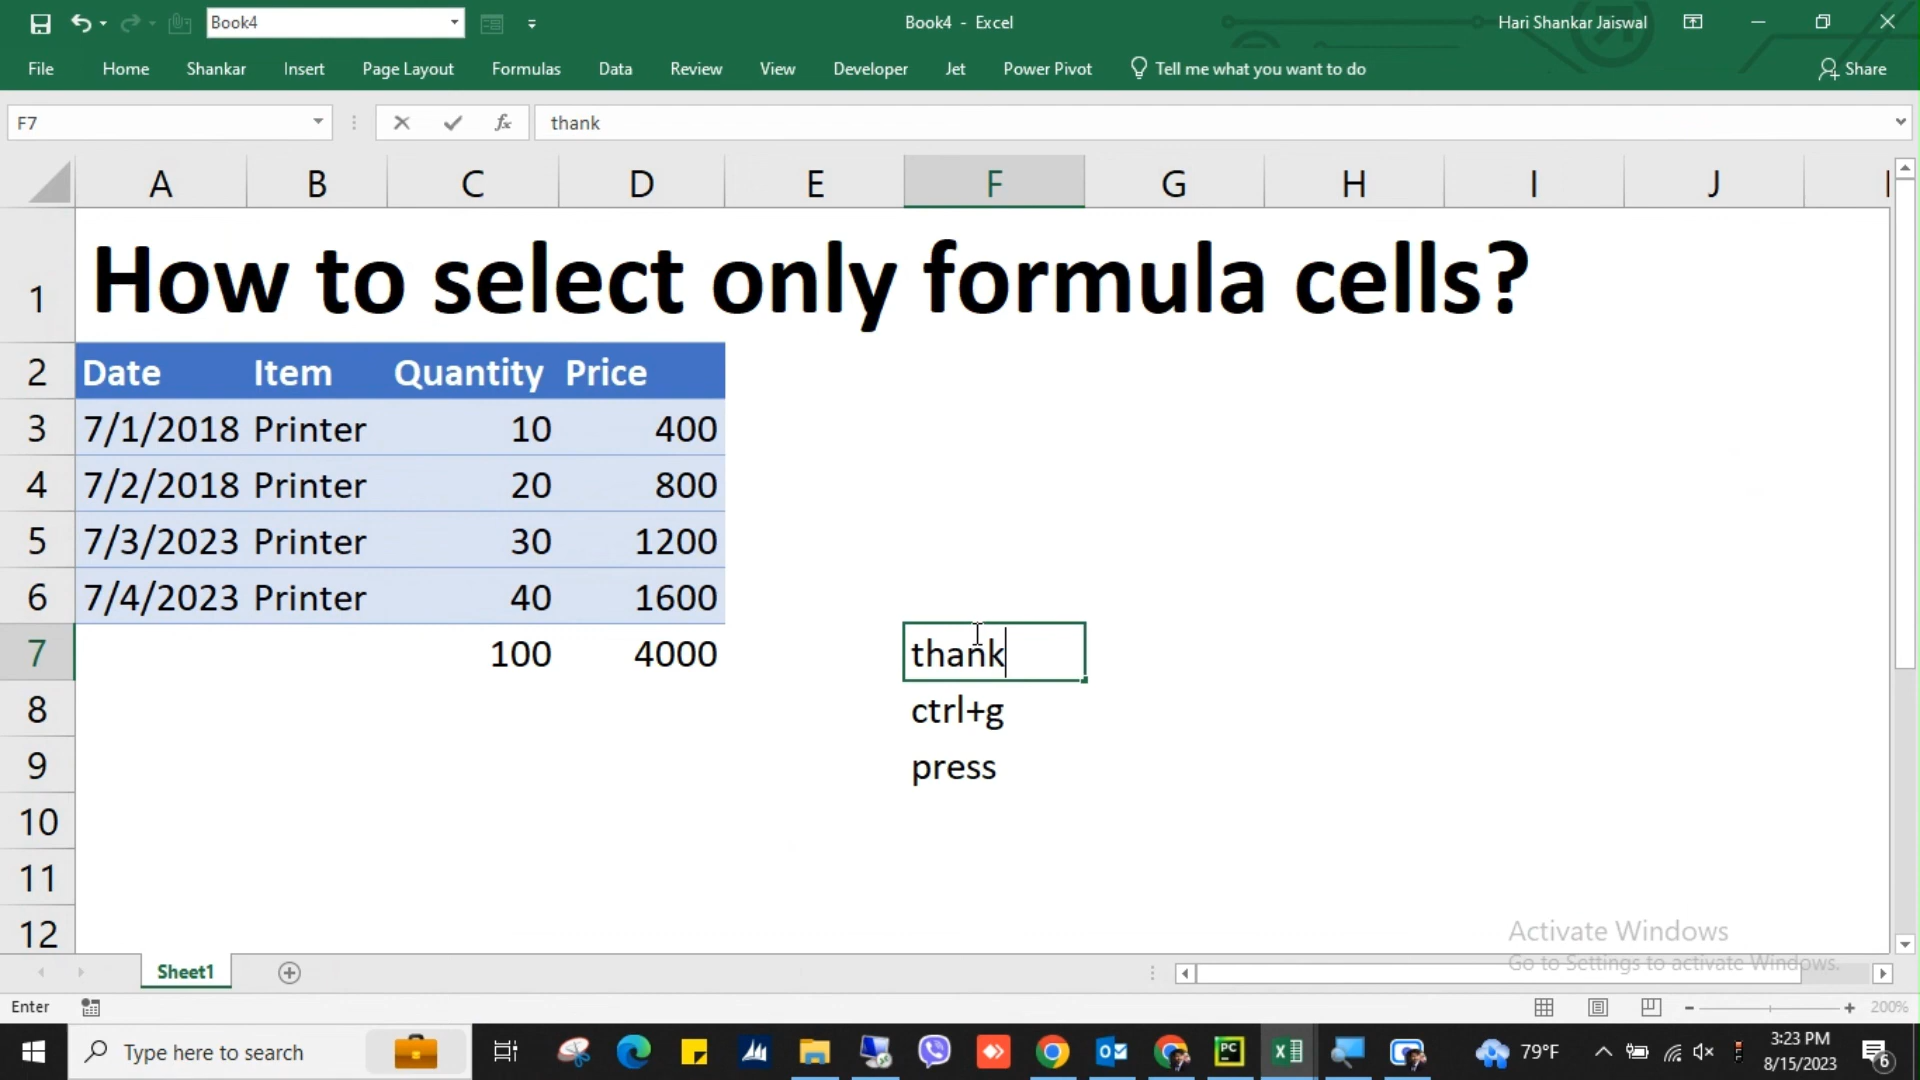 Book4
Book4 - Excel
Hari Shankar Jaiswal
File Home Shankar Insert Page Layout Formulas Data Review View Developer Jet Power Pivot Tell me what you want to do Share
F7 fx thank
A B C D E F G H I J
1 How to select only formula cells?
2 Date Item Quantity Price
3 7/1/2018 Printer 10 400
4 7/2/2018 Printer 20 800
5 7/3/2023 Printer 30 1200
6 7/4/2023 Printer 40 1600
7 100 4000 thank
8 ctrl+g
9 press
10
11
12
Activate Windows
Go to Settings to activate Windows.
Sheet1
Enter 200%
Type here to search
PC
79°F
3:23 PM
8/15/2023
6